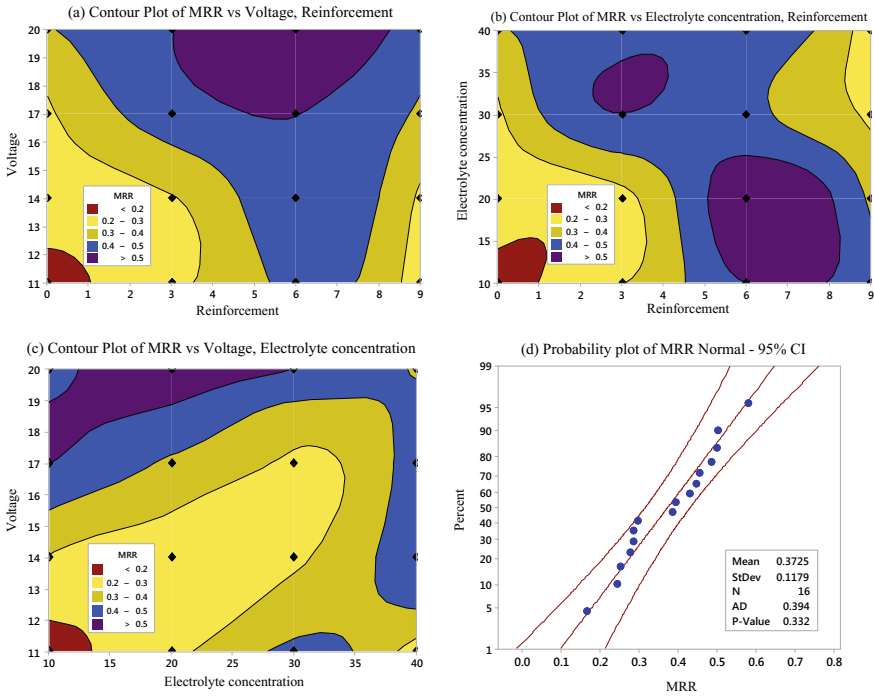 (a) Contour Plot of MRR vs Voltage, Reinforcement
20
19
18
17
16
15
14
13
12
11
Voltage
MRR
< 0.2
0.2 – 0.3
0.3 – 0.4
0.4 – 0.5
> 0.5
0 1 2 3 4 5 6 7 8 9
Reinforcement
(b) Contour Plot of MRR vs Electrolyte concentration, Reinforcement
40
35
30
25
20
15
10
Electrolyte concentration
MRR
< 0.2
0.2 – 0.3
0.3 – 0.4
0.4 – 0.5
> 0.5
0 1 2 3 4 5 6 7 8 9
Reinforcement
(c) Contour Plot of MRR vs Voltage, Electrolyte concentration
20
19
18
17
16
15
14
13
12
11
Voltage
MRR
< 0.2
0.2 – 0.3
0.3 – 0.4
0.4 – 0.5
> 0.5
10 15 20 25 30 35 40
Electrolyte concentration
(d) Probability plot of MRR Normal - 95% CI
99
95
90
80
70
60
50
40
30
20
10
5
1
Percent
Mean 0.3725
StDev 0.1179
N 16
AD 0.394
P-Value 0.332
0.0 0.1 0.2 0.3 0.4 0.5 0.6 0.7 0.8
MRR